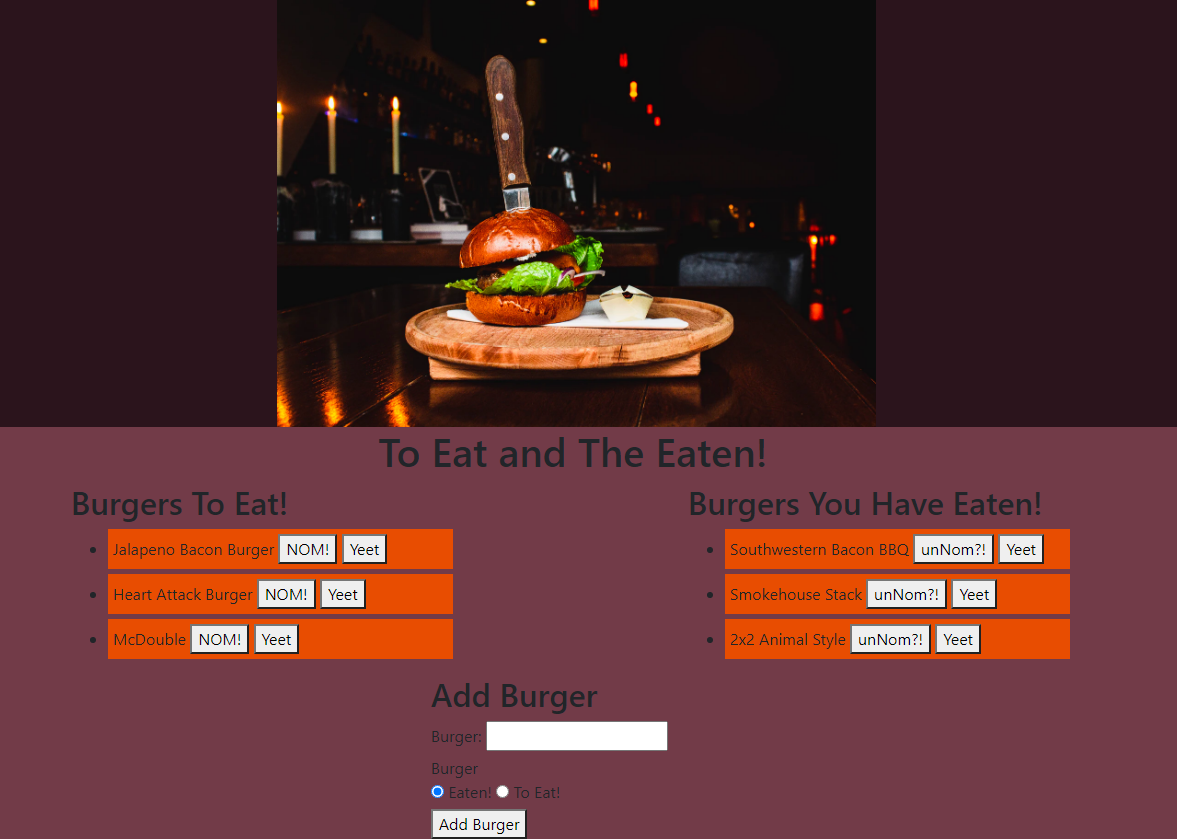 To Eat and The Eaten!
Burgers To Eat!
Jalapeno Bacon Burger NOM! Yeet
Heart Attack Burger NOM! Yeet
McDouble NOM! Yeet
Burgers You Have Eaten!
Southwestern Bacon BBQ unNom?! Yeet
Smokehouse Stack unNom?! Yeet
2x2 Animal Style unNom?! Yeet
Add Burger
Burger:
Burger
Eaten! To Eat!
Add Burger